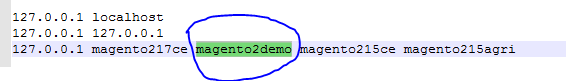 127.0.0.1 localhost
127.0.0.1 127.0.0.1
127.0.0.1 magento217ce magento2demo magento215ce magento215agri